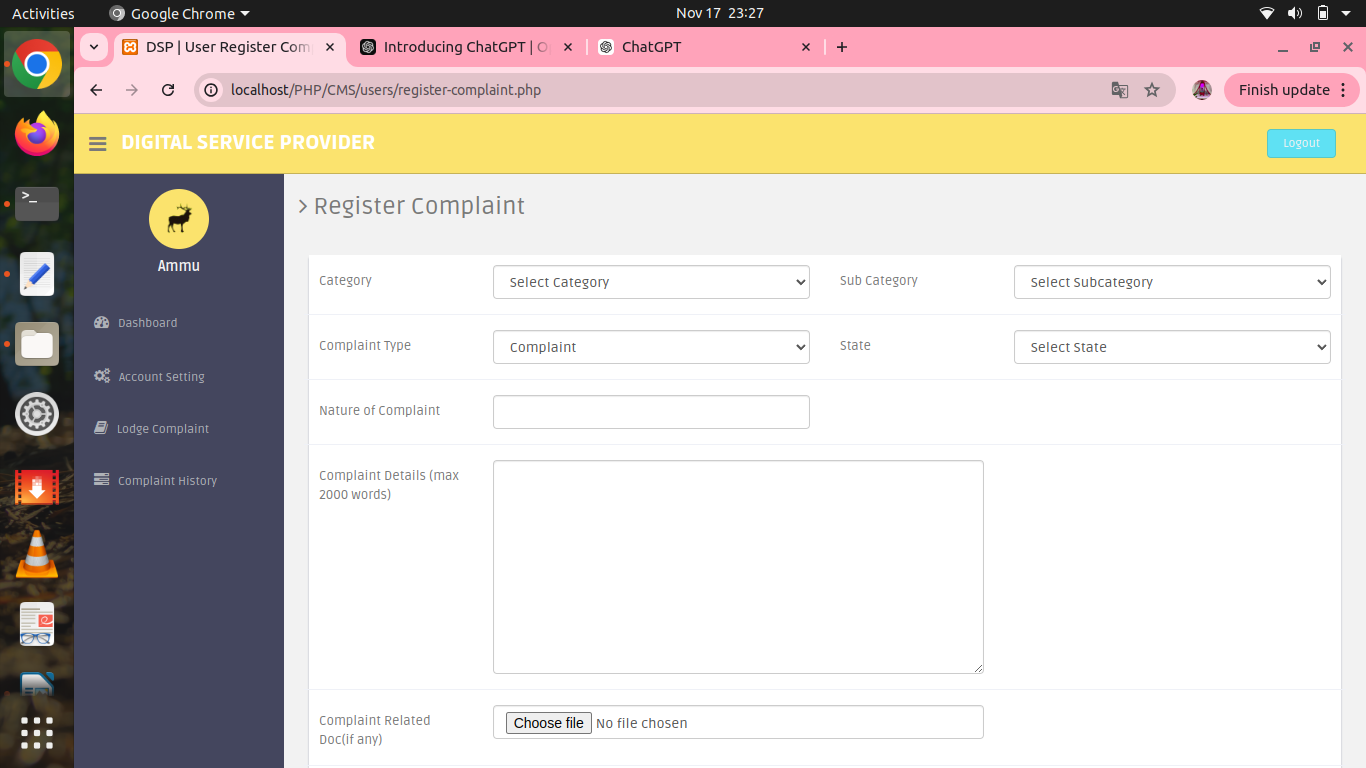 Activities
Google Chrome
Nov 17 23:27
DSP | User Register Com
Introducing ChatGPT | O
ChatGPT
localhost/PHP/CMS/users/register-complaint.php
Finish update
DIGITAL SERVICE PROVIDER
Logout
Ammu
Dashboard
Account Setting
Lodge Complaint
Complaint History
Register Complaint
Category
Select Category
Sub Category
Select Subcategory
Complaint Type
Complaint
State
Select State
Nature of Complaint
Complaint Details (max
2000 words)
Complaint Related
Doc(if any)
Choose file No file chosen